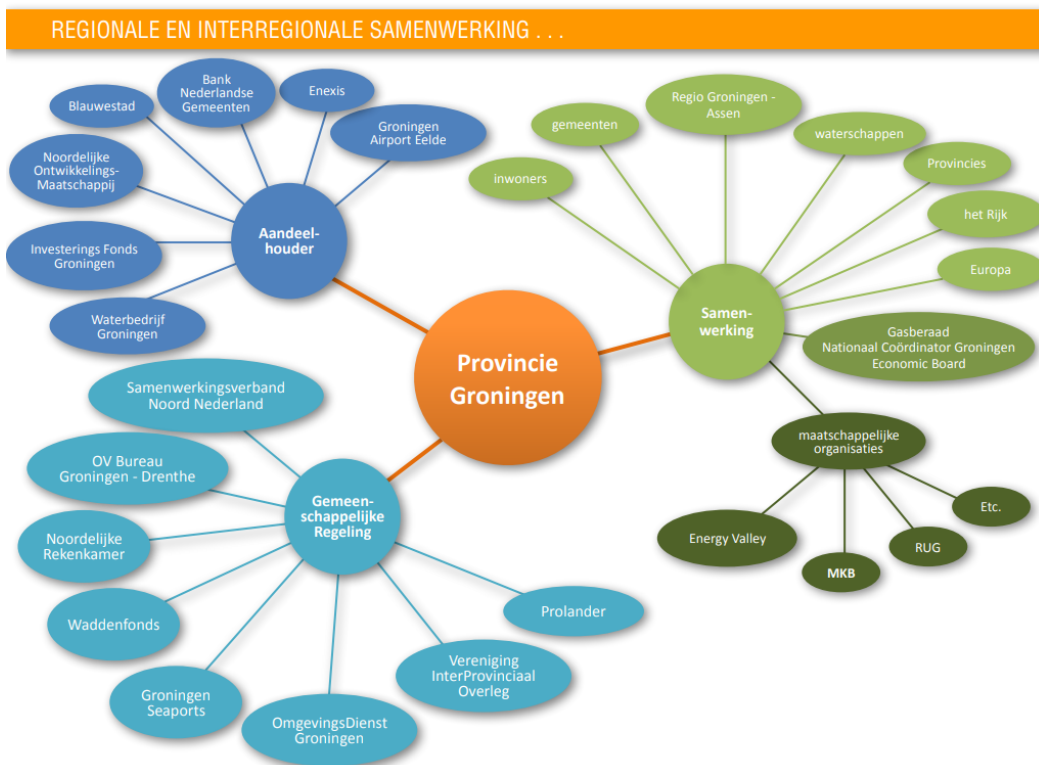 REGIONALE EN INTERREGIONALE SAMENWERKING . . .
Bank
Nederlandse
Gemeenten
Enexis
Blauwestad
Groningen
Airport Eelde
Noordelijke
Ontwikkelings-
Maatschappij
Investerings Fonds
Groningen
Waterbedrijf
Groningen
Aandeel-
houder
Regio Groningen -
Assen
gemeenten
waterschappen
inwoners
Provincies
het Rijk
Europa
Samen-
werking
Gasberaad
Nationaal Coördinator Groningen
Economic Board
maatschappelijke
organisaties
Energy Valley
MKB
RUG
Etc.
Provincie
Groningen
Samenwerkingsverband
Noord Nederland
OV Bureau
Groningen - Drenthe
Gemeen-
schappelijke
Regeling
Noordelijke
Rekenkamer
Waddenfonds
Groningen
Seaports
OmgevingsDienst
Groningen
Vereniging
InterProvinciaal
Overleg
Prolander